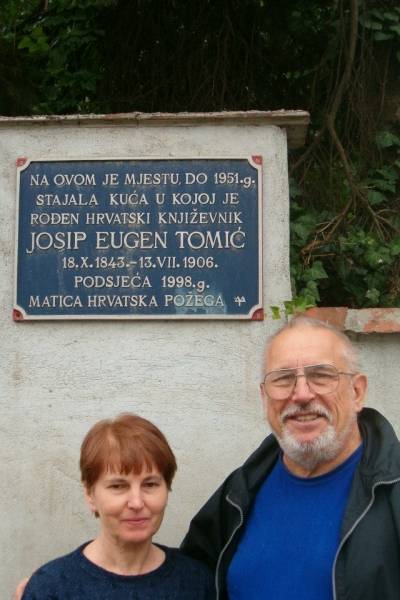 NA OVOM JE MJESTU, DO 1951.g.
STAJALA KUĆA U KOJOJ JE
ROĐEN HRVATSKI KNJIŽEVNIK
JOSIP EUGEN TOMIĆ
18.X.1843.-13.VII.1906.
PODSJEĆA 1998.g.
MATICA HRVATSKA POŽEGA